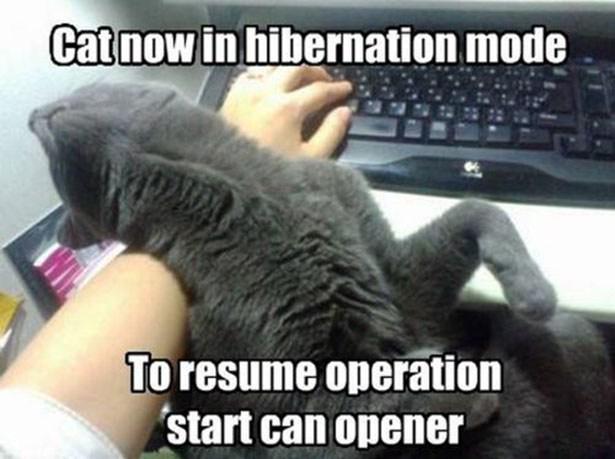 Cat now in hibernation mode
To resume operation
start can opener